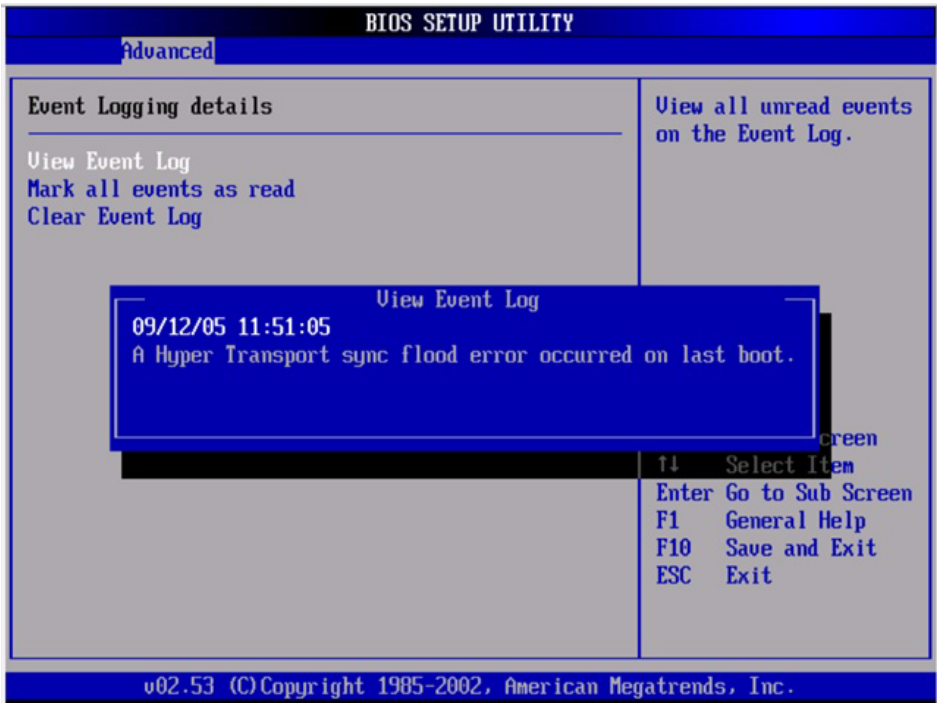 BIOS SETUP UTILITY
Advanced
Event Logging details
View Event Log
Mark all events as read
Clear Event Log
View all unread events
on the Event Log.
View Event Log
09/12/05 11:51:05
A Hyper Transport sync flood error occurred on last boot.
↑↓ Select Item
Enter Go to Sub Screen
F1 General Help
F10 Save and Exit
ESC Exit
v02.53 (C)Copyright 1985-2002, American Megatrends, Inc.